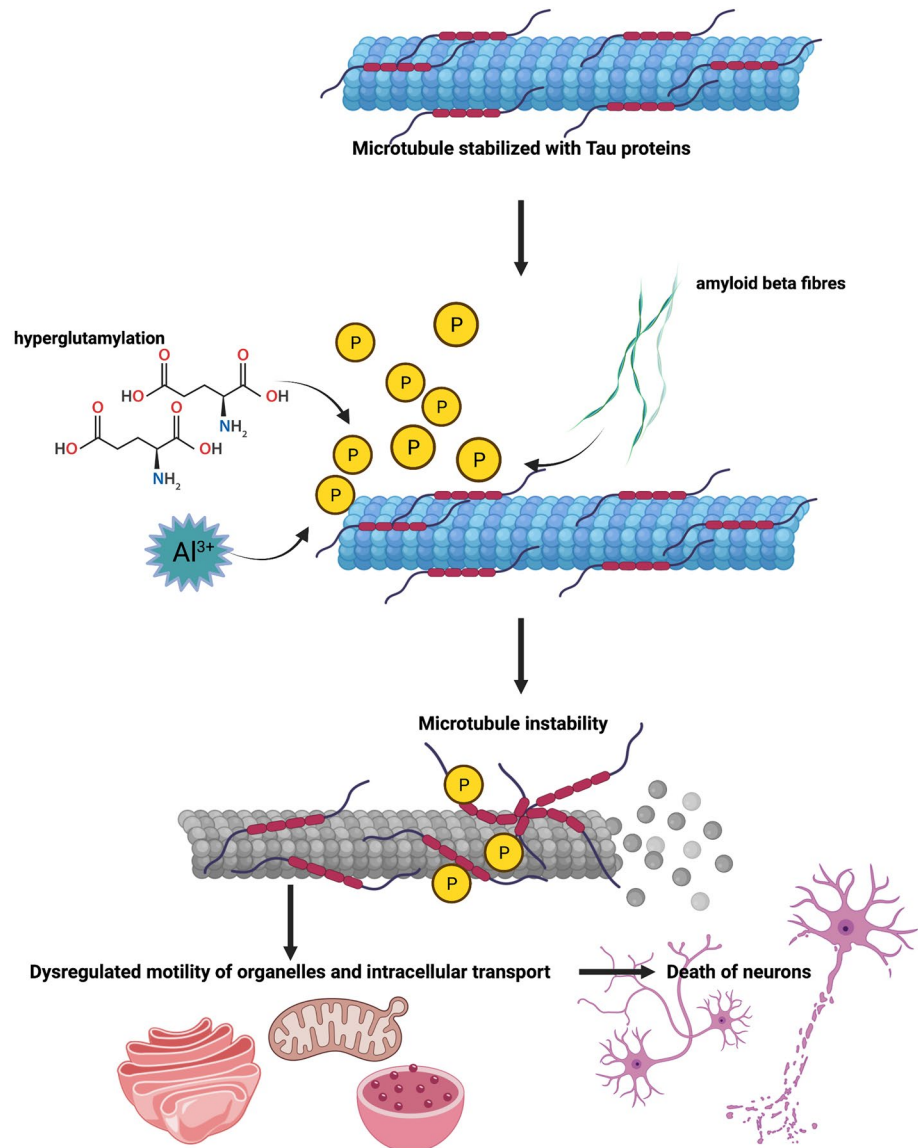 Microtubule stabilized with Tau proteins
amyloid beta fibres
hyperglutamylation
P
P
P
P
P
P
P
P
O
O
HO
OH
NH₂
O
O
HO
OH
NH₂
Al³⁺
Microtubule instability
P
P
P
Dysregulated motility of organelles and intracellular transport
Death of neurons